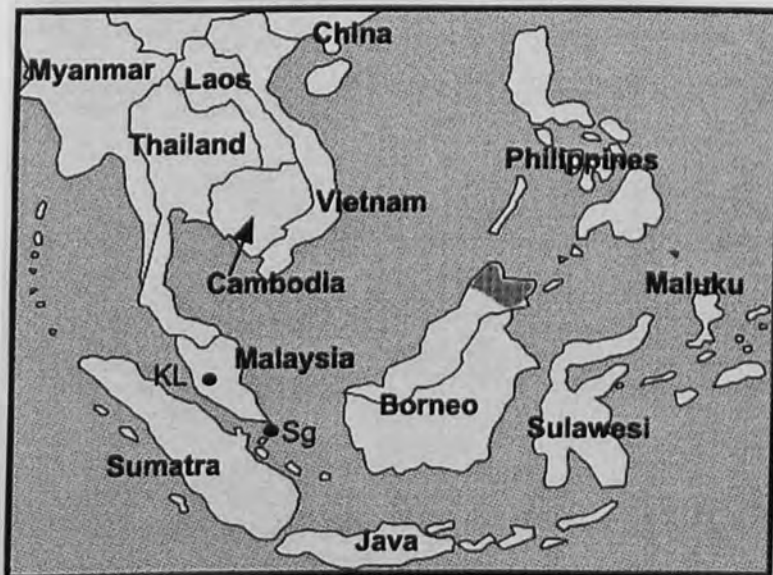 China
Myanmar
Laos
Thailand
Philippines
Vietnam
Cambodia
Maluku
Malaysia
KL
Borneo
Sg
Sulawesi
Sumatra
Java